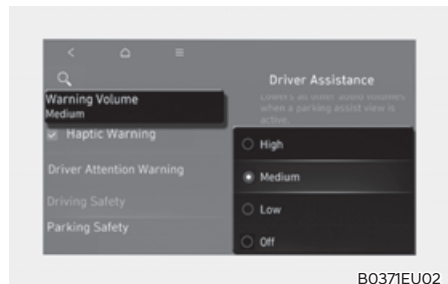 Driver Assistance
Warning Volume
Medium
Haptic Warning
Driver Attention Warning
Driving Safety
Parking Safety
Lowers all other audio volumes
when a parking assist view is
active.
High
Medium
Low
Off
B0371EU02